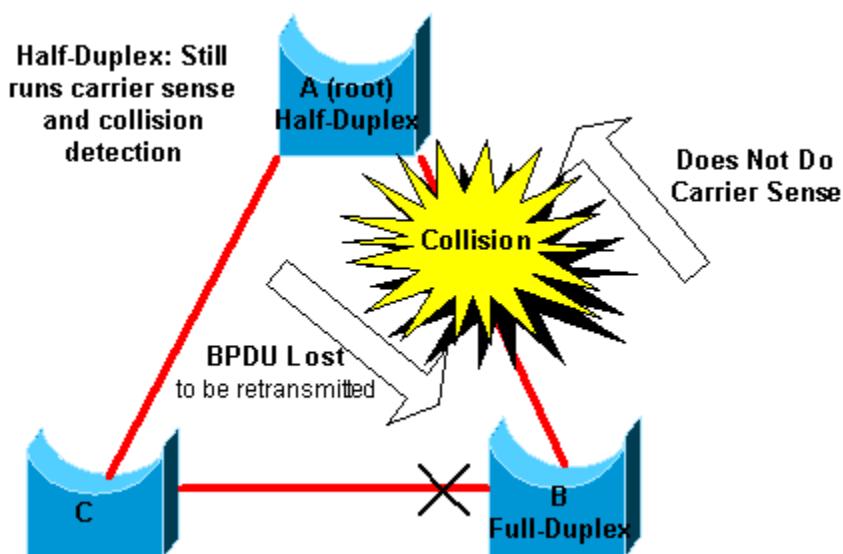 Half-Duplex: Still
runs carrier sense
and collision
detection
A (root)
Half-Duplex
Does Not Do
Carrier Sense
Collision
BPDU Lost
to be retransmitted
C
B
Full-Duplex